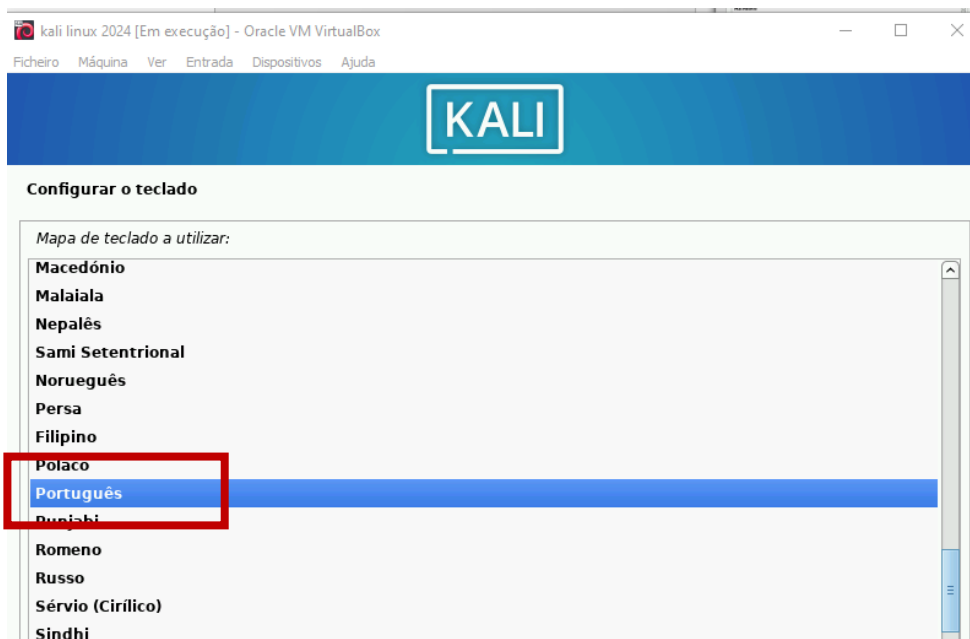 kali linux 2024 [Em execução] - Oracle VM VirtualBox
Ficheiro Máquina Ver Entrada Dispositivos Ajuda
KALI
Configurar o teclado
Mapa de teclado a utilizar:
Macedónio
Malaiala
Nepalês
Sami Setentrional
Norueguês
Persa
Filipino
Polaco
Português
Punjabi
Romeno
Russo
Sérvio (Cirílico)
Sindhi